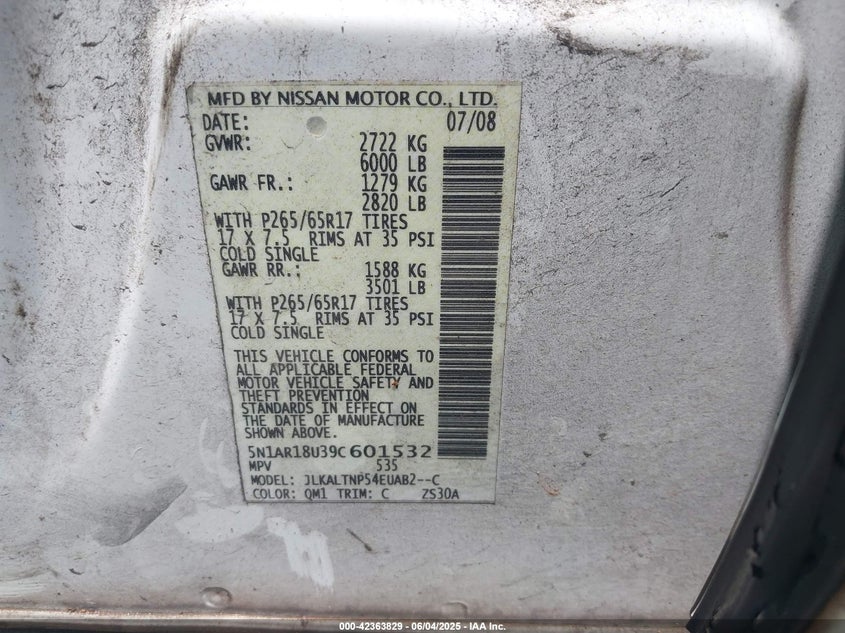 MFD BY NISSAN MOTOR CO., LTD.
DATE: 07/08
GVWR: 2722 KG
6000 LB
GAWR FR.: 1279 KG
2820 LB
WITH P265/65R17 TIRES
17 X 7.5 RIMS AT 35 PSI
COLD SINGLE
GAWR RR.: 1588 KG
3501 LB
WITH P265/65R17 TIRES
17 X 7.5 RIMS AT 35 PSI
COLD SINGLE
THIS VEHICLE CONFORMS TO
ALL APPLICABLE FEDERAL
MOTOR VEHICLE SAFETY AND
THEFT PREVENTION
STANDARDS IN EFFECT ON
THE DATE OF MANUFACTURE
SHOWN ABOVE.
5N1AR18U39C601532
MPV 535
MODEL: JLKALTNP54EUAB2--C
COLOR: QM1 TRIM: C ZS30A
000-42363829 - 06/04/2025 - IAA Inc.